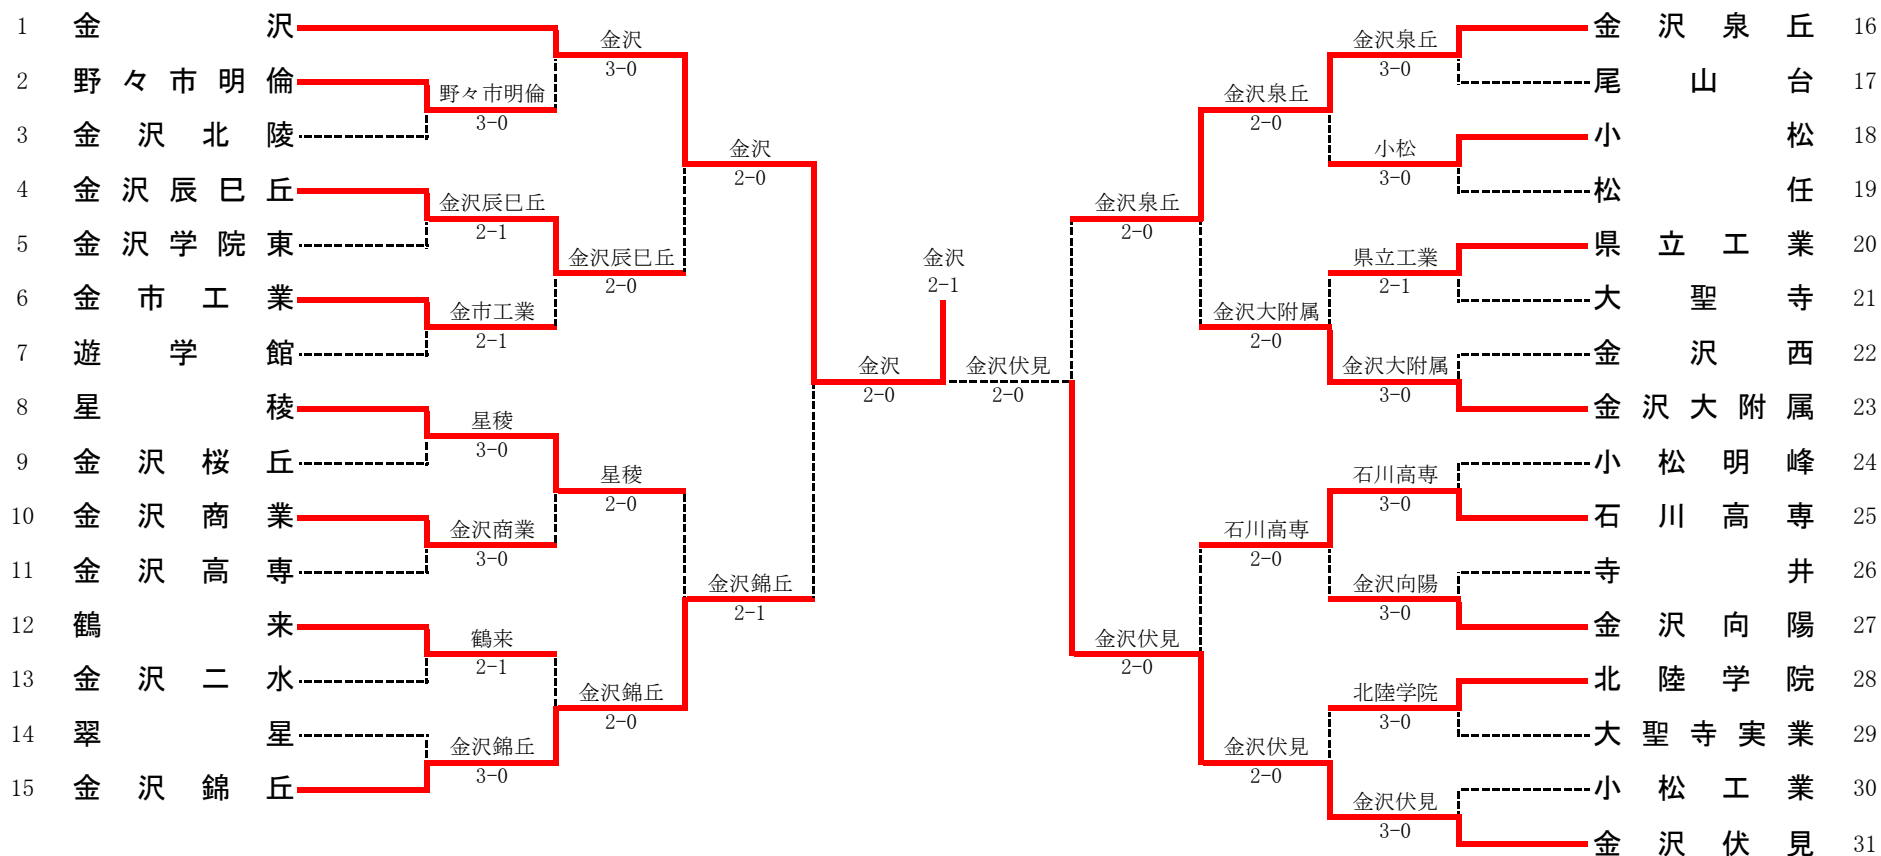 1 金沢
2 野々市明倫
3 金沢北陵
4 金沢辰巳丘
5 金沢学院東
6 金市工業
7 遊学館
8 星稜
9 金沢桜丘
10 金沢商業
11 金沢高専
12 鶴来
13 金沢二水
14 翠星
15 金沢錦丘
野々市明倫
3-0
金沢辰巳丘
2-1
金市工業
2-1
星稜
3-0
金沢商業
3-0
鶴来
2-1
金沢錦丘
3-0
金沢
3-0
金沢辰巳丘
2-0
星稜
2-0
金沢錦丘
2-0
金沢
2-0
金沢錦丘
2-1
金沢
2-0
金沢
2-1
金沢伏見
2-0
金沢泉丘
2-0
金沢伏見
2-0
金沢泉丘
2-0
金沢大附属
2-0
石川高専
2-0
金沢伏見
2-0
金沢泉丘
3-0
小松
3-0
県立工業
2-1
金沢大附属
3-0
石川高専
3-0
金沢向陽
3-0
北陸学院
3-0
金沢伏見
3-0
金沢泉丘 16
尾山台 17
小松 18
松任 19
県立工業 20
大聖寺 21
金沢西 22
金沢大附属 23
小松明峰 24
石川高専 25
寺井 26
金沢向陽 27
北陸学院 28
大聖寺実業 29
小松工業 30
金沢伏見 31